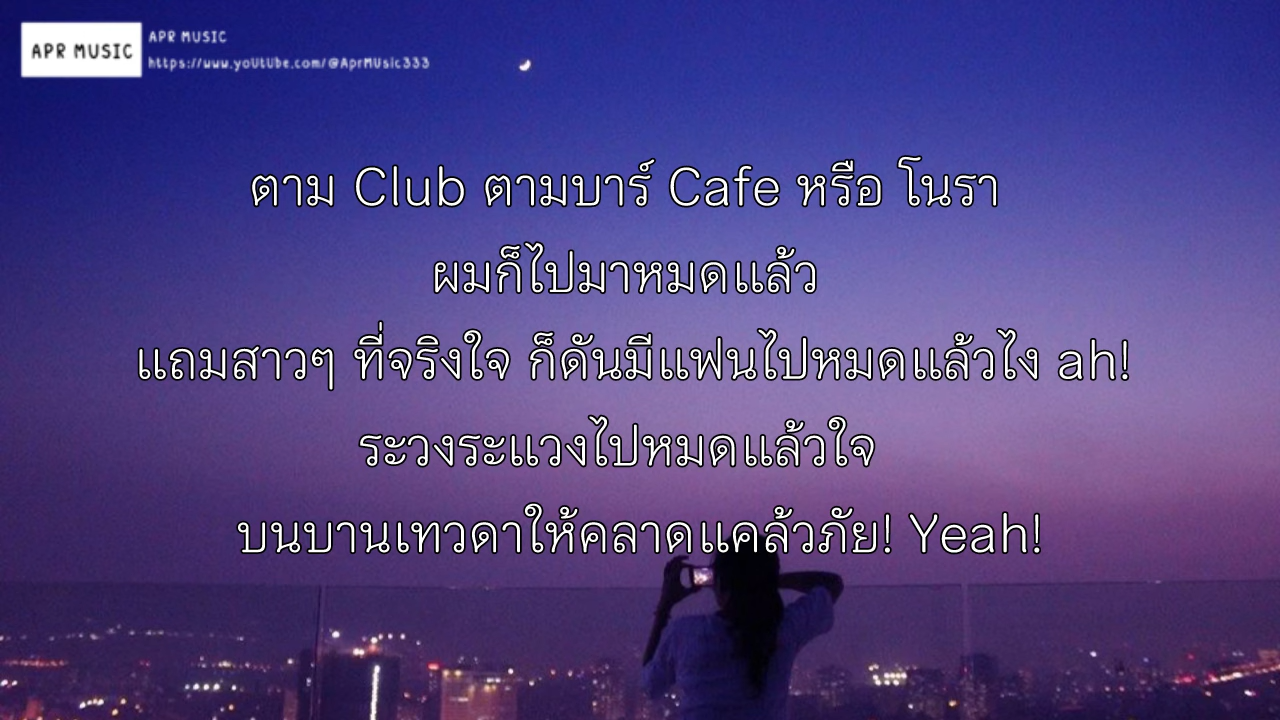 APR MUSIC
APR MUSIC
https://www.youtube.com/@AprMusic333
ตาม Club ตามบาร์ Cafe หรือ โนรา
ผมก็ไปมาหมดแล้ว
แถมสาวๆ ที่จริงใจ ก็ดันมีแฟนไปหมดแล้วไง ah!
ระวงระแวงไปหมดแล้วใจ
บนบานเทวดาให้คลาดแคล้วภัย! Yeah!